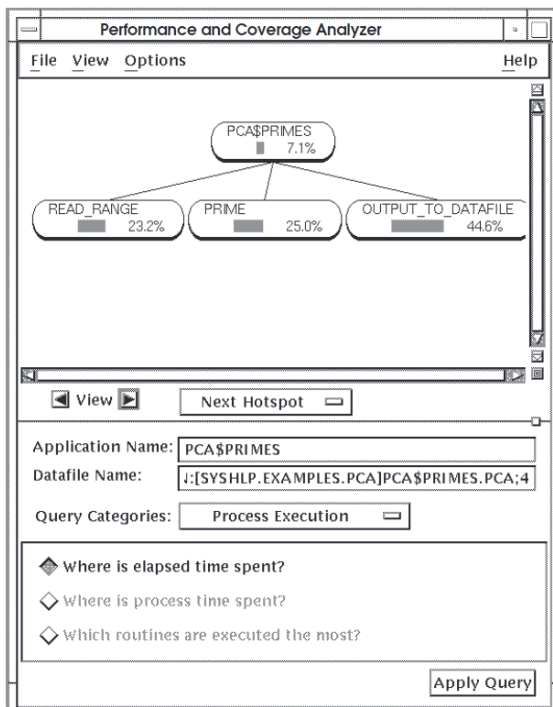 Performance and Coverage Analyzer
File View Options Help
PCA$PRIMES
7.1%
READ_RANGE
23.2%
PRIME
25.0%
OUTPUT_TO_DATAFILE
44.6%
View
Next Hotspot
Application Name: PCA$PRIMES
Datafile Name: :[SYSHLP.EXAMPLES.PCA]PCA$PRIMES.PCA;4
Query Categories: Process Execution
Where is elapsed time spent?
Where is process time spent?
Which routines are executed the most?
Apply Query